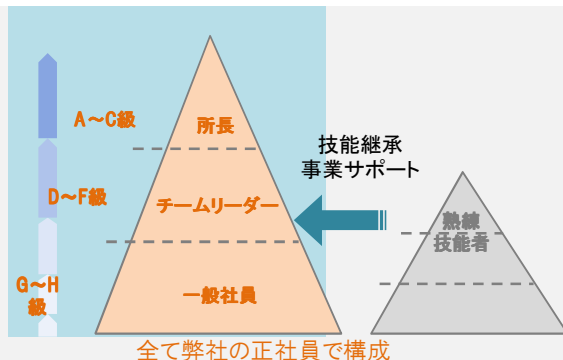 A～C級
所長
技能継承
事業サポート
D～F級
チームリーダー
熟練
技能者
G～H
級
一般社員
全て弊社の正社員で構成